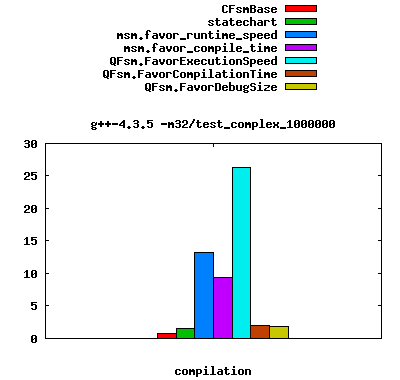 CFsmBase
statechart
msm.favor_runtime_speed
msm.favor_compile_time
QFsm.FavorExecutionSpeed
QFsm.FavorCompilationTime
QFsm.FavorDebugSize
g++-4.3.5 -m32/test_complex_1000000
30
25
20
15
10
5
0
compilation